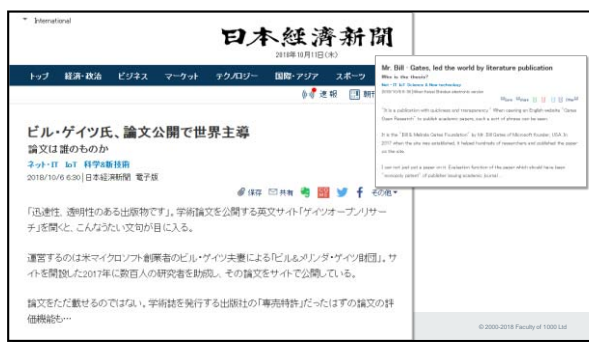 International
日本経済新聞
2018年10月11日(木)
トップ 経済・政治 ビジネス マーケット テクノロジー 国際・アジア スポーツ
速報
ビル・ゲイツ氏、論文公開で世界主導
論文は誰のものか
ネット・IT IoT 科学&新技術
2018/10/6 6:30 | 日本経済新聞 電子版
保存 共有 その他
「迅速性、透明性のある出版物です」。学術論文を公開する英文サイト「ゲイツオープンリサー
チ」を開くと、こんなうたい文句が目に入る。
運営するのは米マイクロソフト創業者のビル・ゲイツ夫妻による「ビル&メリンダ・ゲイツ財団」。サ
イトを開設した2017年に数百人の研究者を助成し、その論文をサイトで公開している。
論文をただ載せるのではない。学術誌を発行する出版社の「専売特許」だったはずの論文の評
価機能も…
Mr. Bill · Gates, led the world by literature publication
Who is the thesis?
Net · IT IoT Science & New technology
"It is a publication with quickness and transparency." When opening an English website "Gates
Open Research" to publish academic papers, such a sort of phrase can be seen.
It is the "Bill & Melinda Gates Foundation" by Mr. Bill Gates of Microsoft founder, USA. In
2017 when the site was established, it helped hundreds of researchers and published the paper
on the site.
I am not just put a paper on it. Evaluation function of the paper which should have been
"monopoly patent" of publisher issuing academic journal ...
© 2000-2018 Faculty of 1000 Ltd